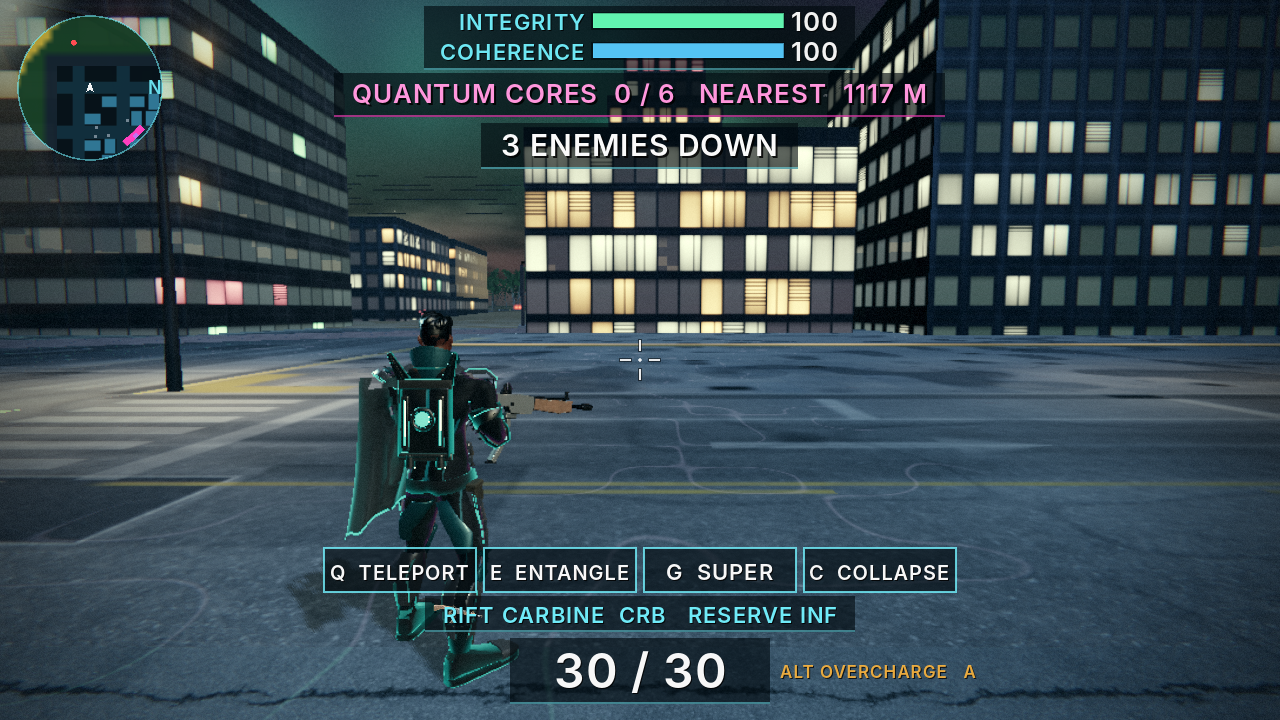 INTEGRITY 100
COHERENCE 100
N
QUANTUM CORES 0 / 6 NEAREST 1117 M
3 ENEMIES DOWN
Q TELEPORT E ENTANGLE G SUPER C COLLAPSE
RIFT CARBINE CRB RESERVE INF
30 / 30
ALT OVERCHARGE A